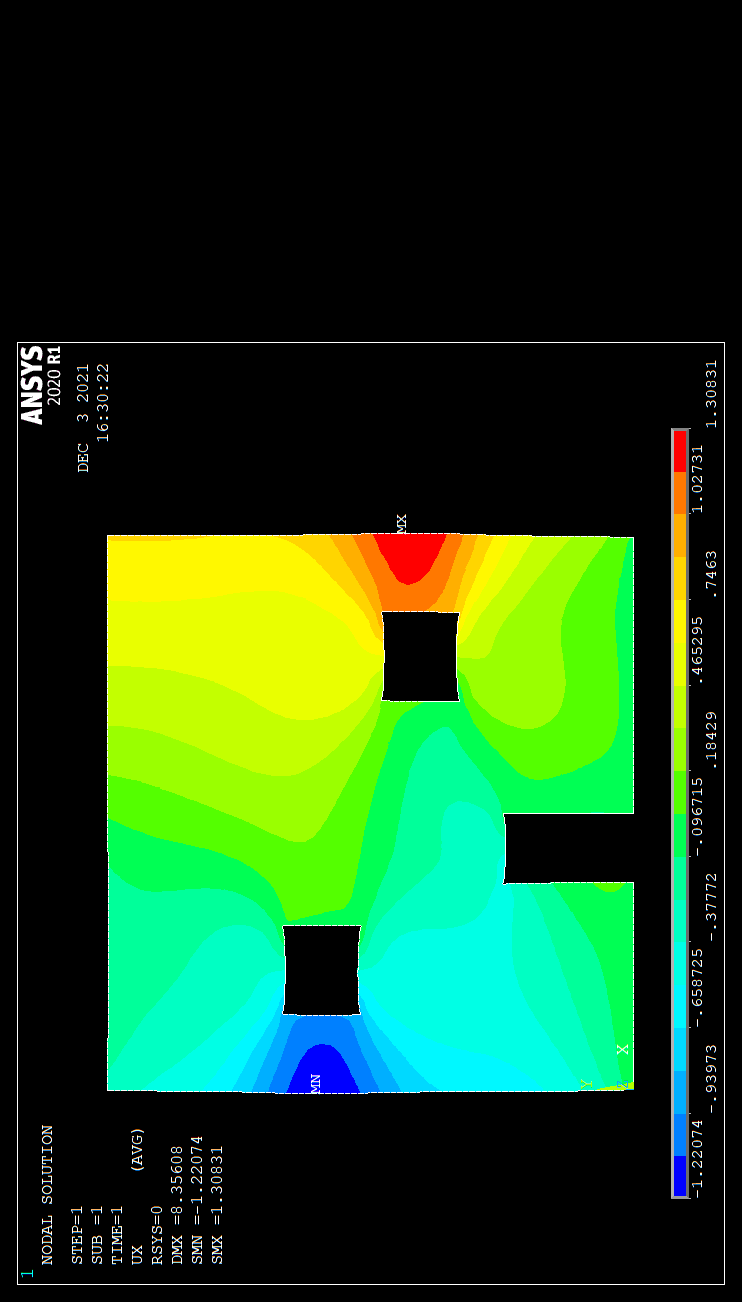 1
NODAL SOLUTION
STEP=1
SUB =1
TIME=1
UX (AVG)
RSYS=0
DMX =8.35608
SMN =-1.22074
SMX =1.30831
ANSYS
2020 R1
DEC 3 2021
16:30:22
MX
MN
Y
Z X
-1.22074
-.93973
-.658725
-.37772
-.096715
.18429
.465295
.7463
1.02731
1.30831